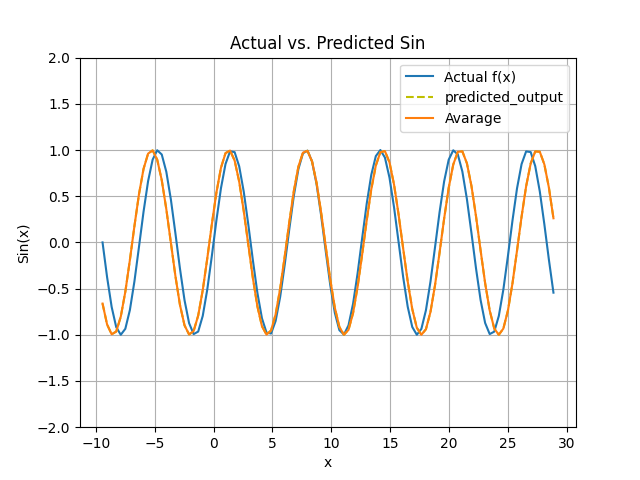 Actual vs. Predicted Sin
Actual f(x)
predicted_output
Avarage
2.0
1.5
1.0
0.5
0.0
−0.5
−1.0
−1.5
−2.0
Sin(x)
−10 −5 0 5 10 15 20 25 30
x